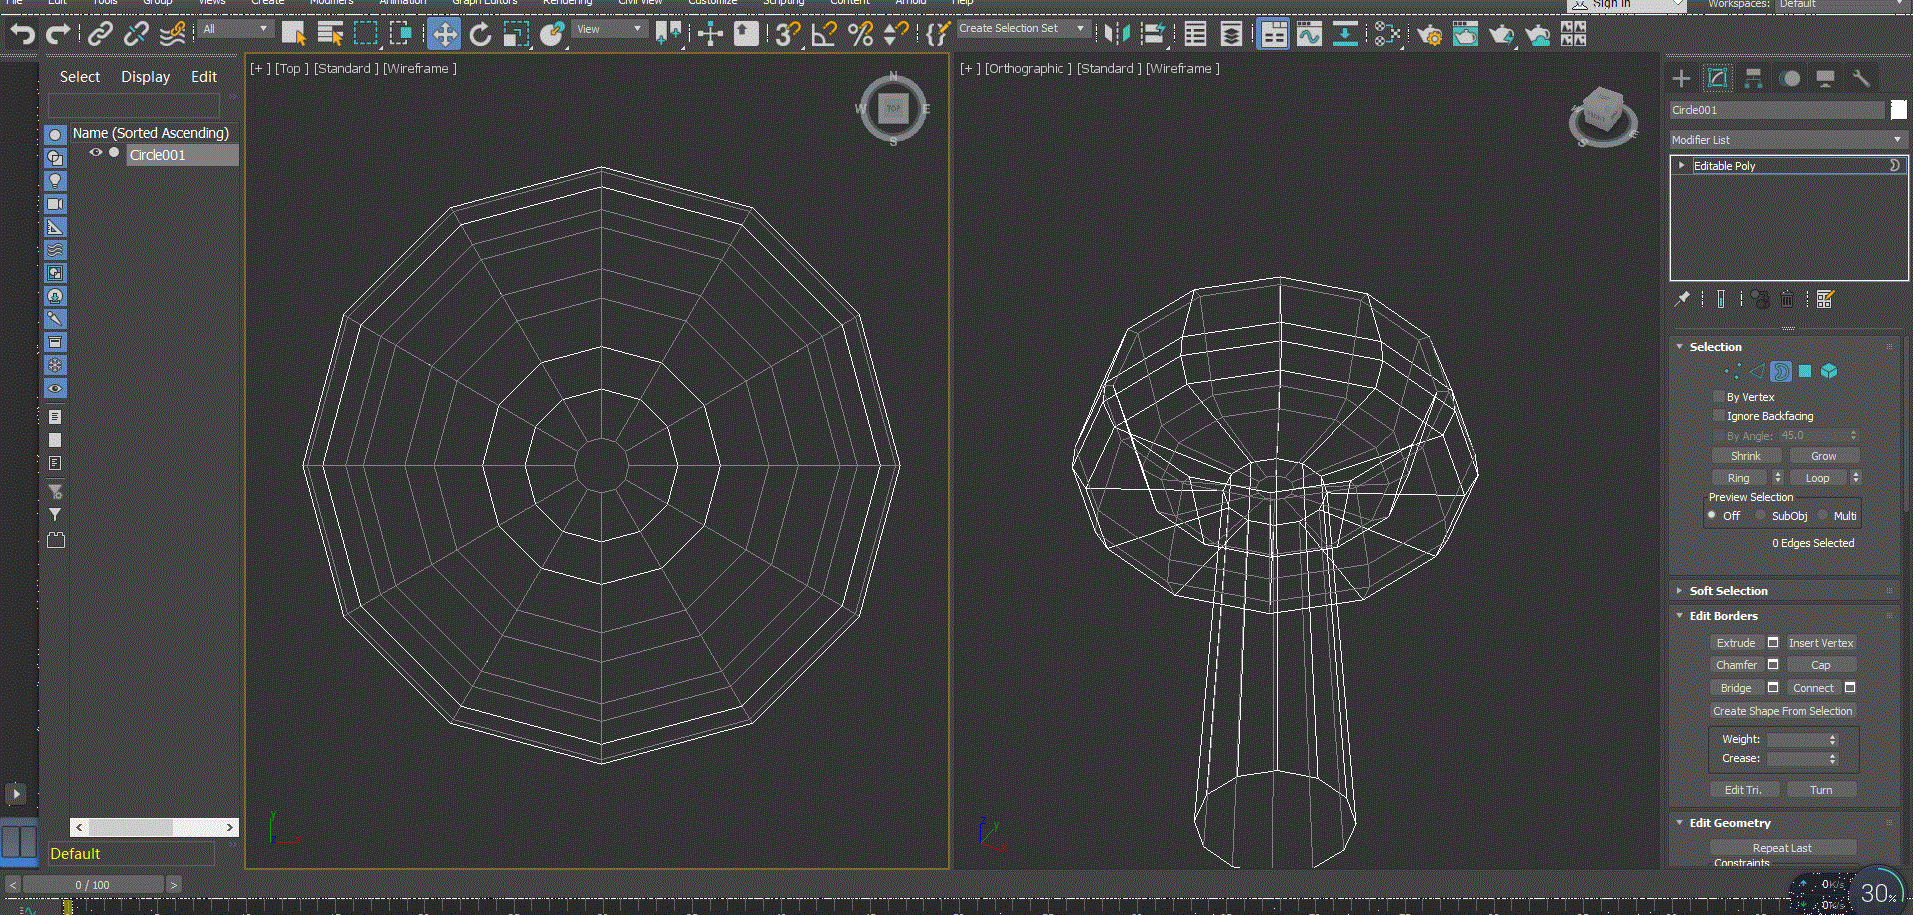 File Edit Tools Group Views Create Modifiers Animation Graph Editors Rendering Civil View Customize Scripting Content Arnold Help
Sign In Workspaces: Default
All View Create Selection Set
Select Display Edit
Name (Sorted Ascending)
Circle001
Default
[+ ] [Top ] [Standard ] [Wireframe ]
N
W TOP E
S
[+ ] [Orthographic ] [Standard ] [Wireframe ]
Circle001
Modifier List
Editable Poly
Selection
By Vertex
Ignore Backfacing
By Angle: 45.0
Shrink Grow
Ring Loop
Preview Selection
Off SubObj Multi
0 Edges Selected
Soft Selection
Edit Borders
Extrude Insert Vertex
Chamfer Cap
Bridge Connect
Create Shape From Selection
Weight:
Crease:
Edit Tri. Turn
Edit Geometry
Repeat Last
Constraints
0 / 100
0K/s
0K/s
30%